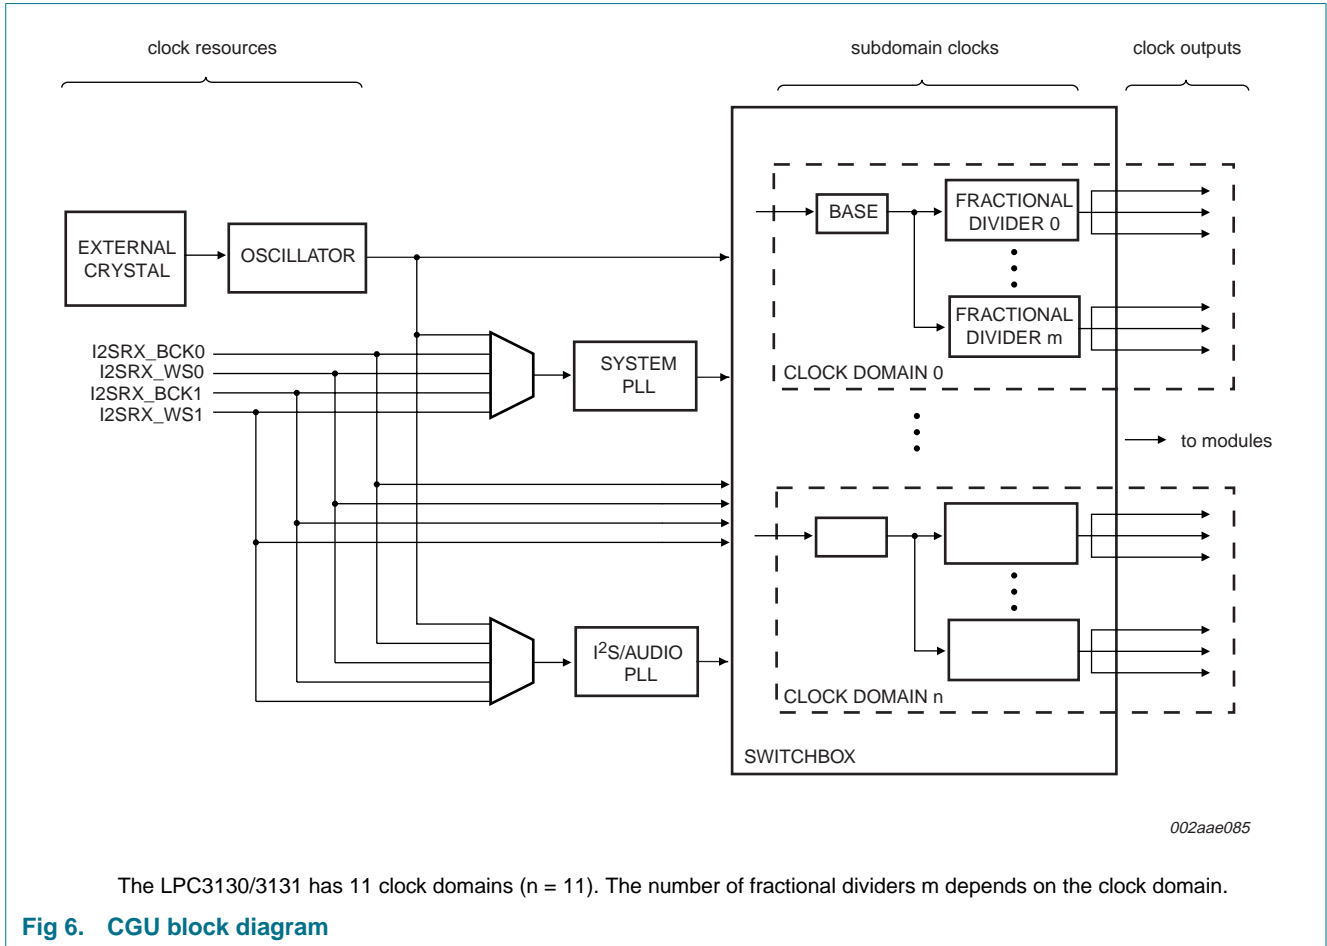 clock resources
subdomain clocks
clock outputs
EXTERNAL
CRYSTAL
OSCILLATOR
BASE
FRACTIONAL
DIVIDER 0
FRACTIONAL
DIVIDER m
CLOCK DOMAIN 0
I2SRX_BCK0
I2SRX_WS0
I2SRX_BCK1
I2SRX_WS1
SYSTEM
PLL
to modules
I2S/AUDIO
PLL
CLOCK DOMAIN n
SWITCHBOX
002aae085
The LPC3130/3131 has 11 clock domains (n = 11). The number of fractional dividers m depends on the clock domain.
Fig 6. CGU block diagram